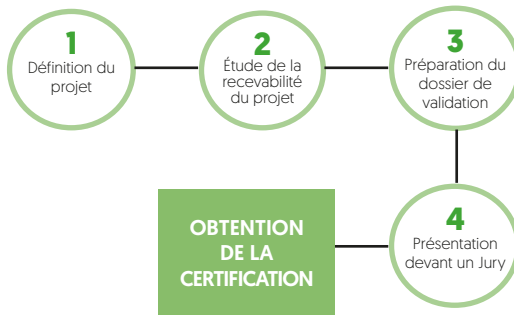 1
Définition du
projet
2
Étude de la
recevabilité
du projet
3
Préparation du
dossier de
validation
4
Présentation
devant un Jury
OBTENTION
DE LA
CERTIFICATION